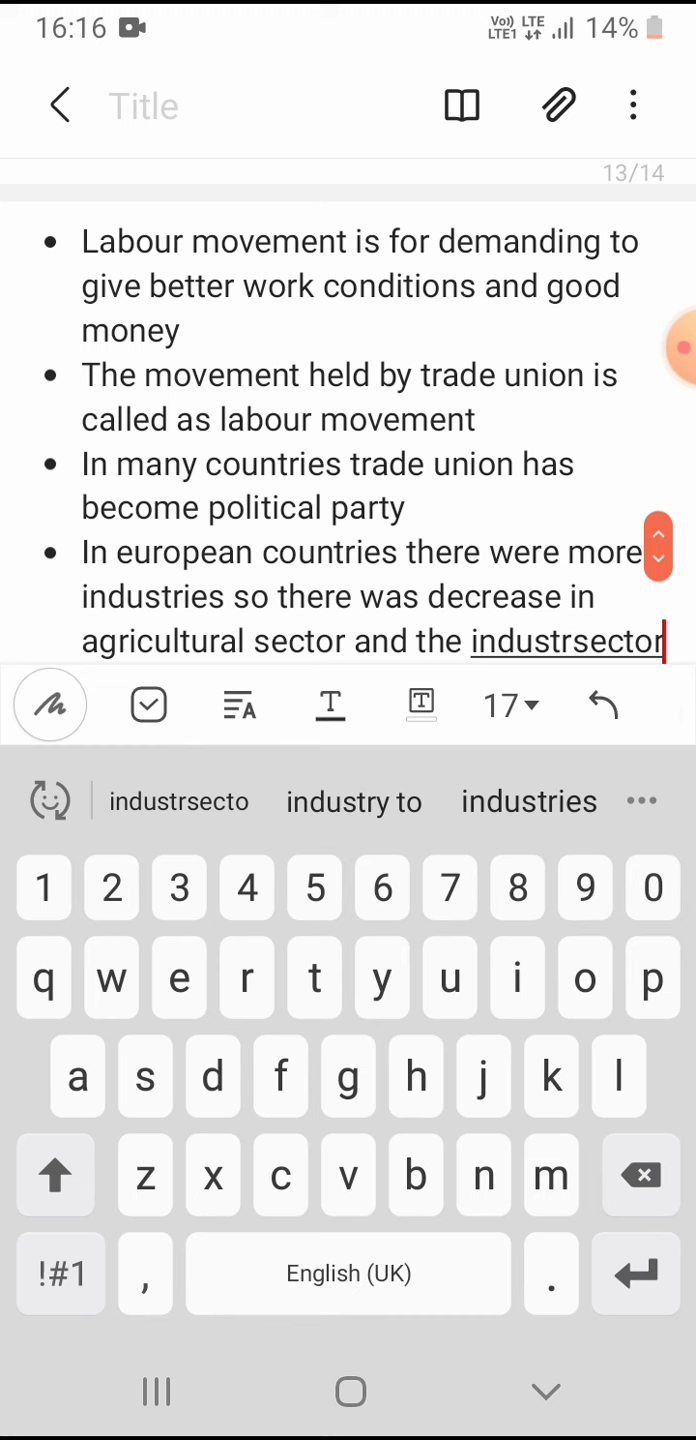 16:16 Vo) LTE 14%
LTE1
Title
13/14
• Labour movement is for demanding to
give better work conditions and good
money
• The movement held by trade union is
called as labour movement
• In many countries trade union has
become political party
• In european countries there were more
industries so there was decrease in
agricultural sector and the industrsector
A T T 17
industrsecto industry to industries •••
1 2 3 4 5 6 7 8 9 0
q w e r t y u i o p
a s d f g h j k l
z x c v b n m
!#1 , English (UK) .